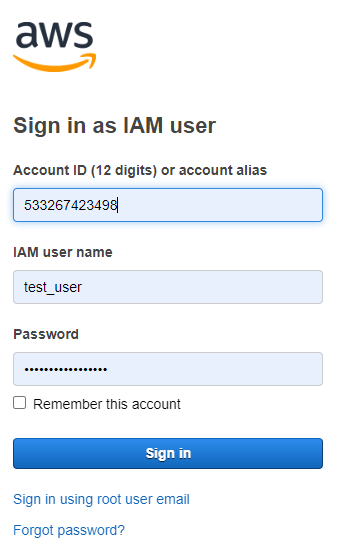 aws
Sign in as IAM user
Account ID (12 digits) or account alias
533267423498
IAM user name
test_user
Password
•••••••••••••••••
Remember this account
Sign in
Sign in using root user email
Forgot password?